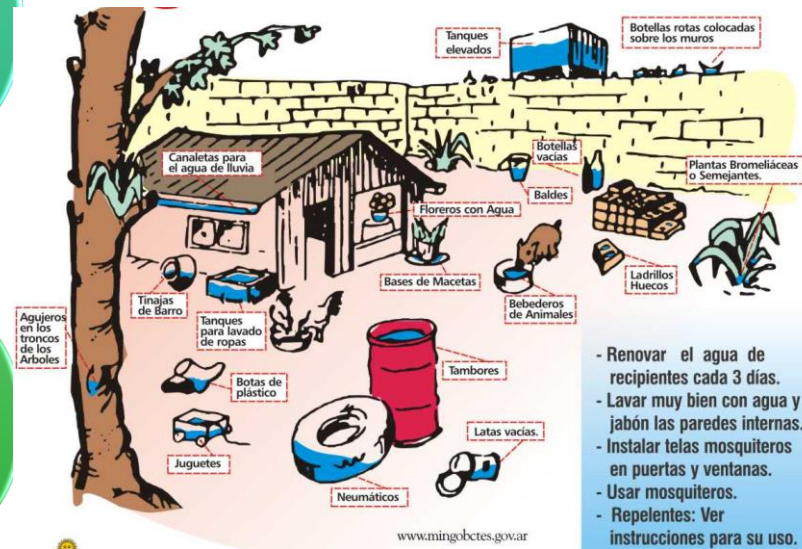 Tanques
elevados
Botellas rotas colocadas
sobre los muros
Canaletas para
el agua de lluvia
Botellas
vacías
Plantas Bromeliáceas
o Semejantes.
Baldes
Floreros con Agua
Bases de Macetas
Ladrillos
Huecos
Bebederos
de Animales
Tinajas
de Barro
Tanques
para lavado
de ropas
Agujeros
en los
troncos
de los
Arboles
Botas de
plástico
Tambores
Juguetes
Latas vacías.
Neumáticos
- Renovar el agua de
recipientes cada 3 días.
- Lavar muy bien con agua y
jabón las paredes internas.
- Instalar telas mosquiteros
en puertas y ventanas.
- Usar mosquiteros.
- Repelentes: Ver
instrucciones para su uso.
www.mingobctes.gov.ar